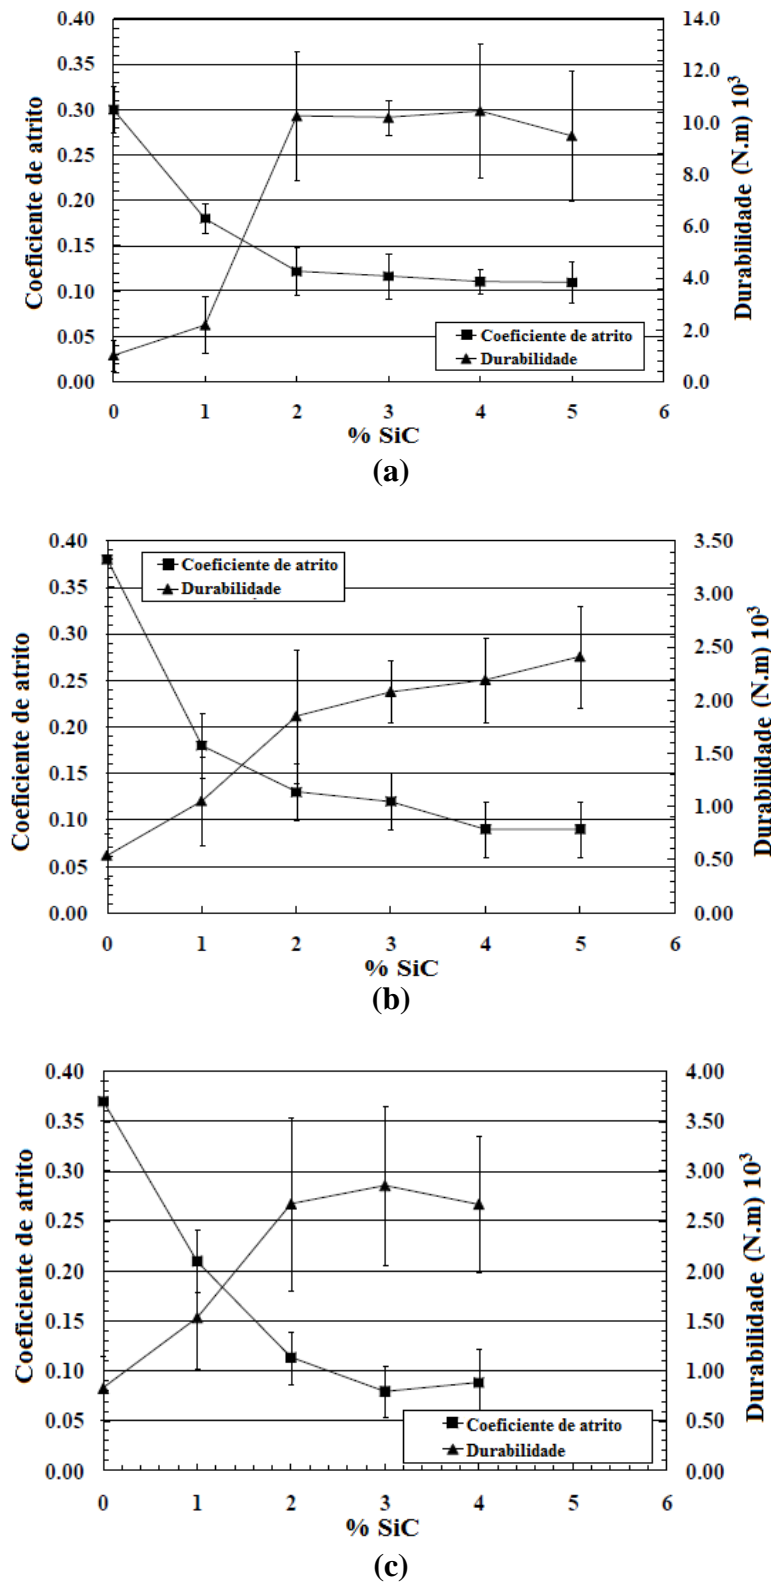 0.40
0.35
0.30
0.25
0.20
0.15
0.10
0.05
0.00
Coeficiente de atrito
14.0
12.0
10.0
8.0
6.0
4.0
2.0
0.0
Durabilidade (N.m) 10³
Coeficiente de atrito
Durabilidade
0 1 2 3 4 5 6
% SiC
(a)
0.40
0.35
0.30
0.25
0.20
0.15
0.10
0.05
0.00
Coeficiente de atrito
3.50
3.00
2.50
2.00
1.50
1.00
0.50
0.00
Durabilidade (N.m) 10³
Coeficiente de atrito
Durabilidade
0 1 2 3 4 5 6
% SiC
(b)
0.40
0.35
0.30
0.25
0.20
0.15
0.10
0.05
0.00
Coeficiente de atrito
4.00
3.50
3.00
2.50
2.00
1.50
1.00
0.50
0.00
Durabilidade (N.m) 10³
Coeficiente de atrito
Durabilidade
0 1 2 3 4 5 6
% SiC
(c)